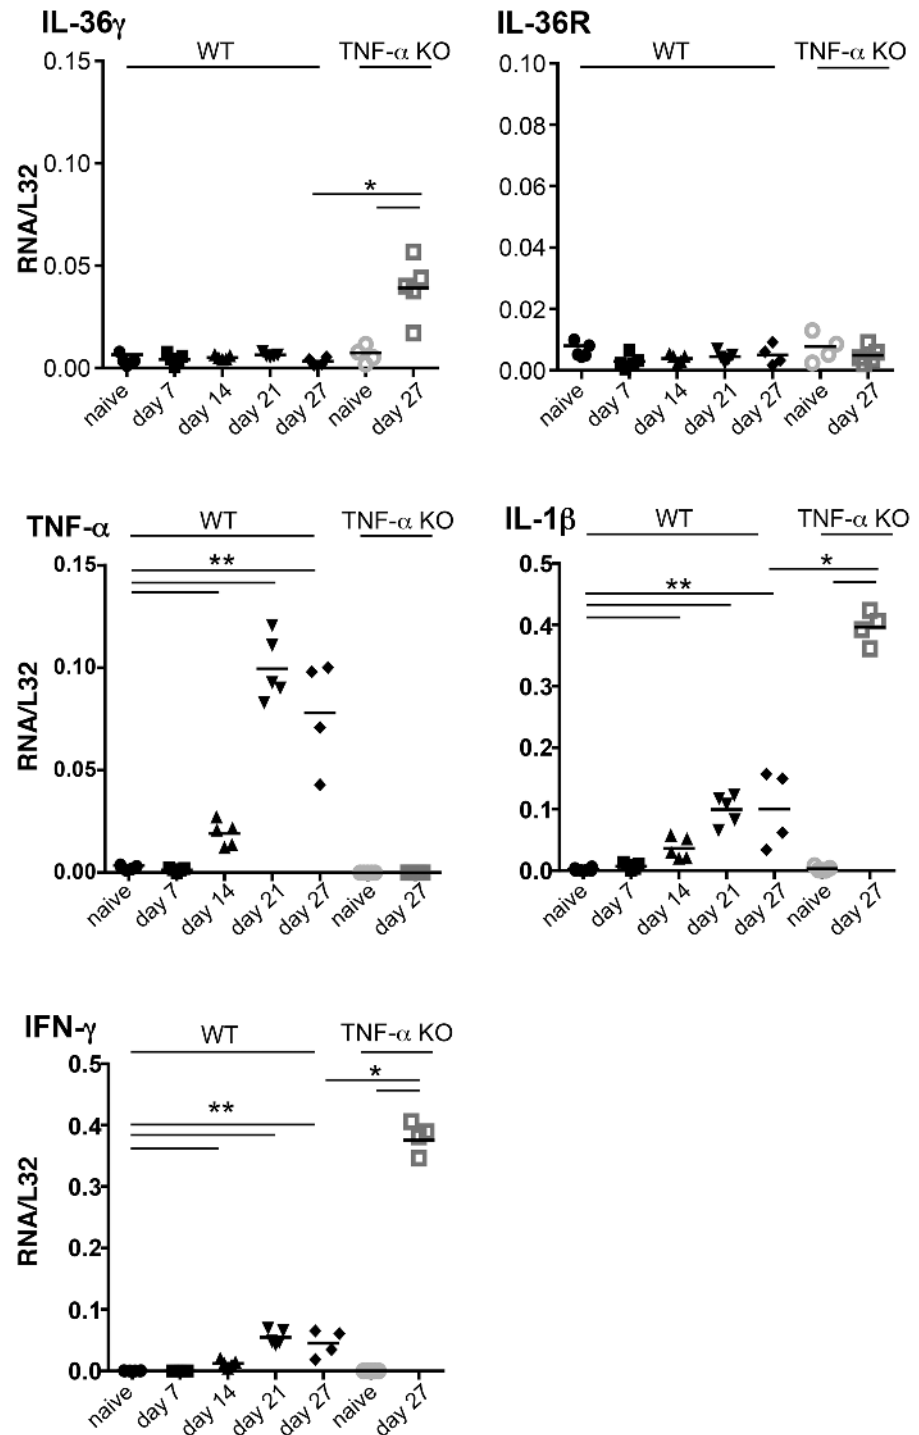 IL-36γ
WT
TNF-α KO
RNA/L32
0.15
0.10
0.05
0.00
*
naive
day 7
day 14
day 21
day 27
naive
day 27
IL-36R
WT
TNF-α KO
0.10
0.08
0.06
0.04
0.02
0.00
naive
day 7
day 14
day 21
day 27
naive
day 27
TNF-α
WT
TNF-α KO
RNA/L32
0.15
0.10
0.05
0.00
**
naive
day 7
day 14
day 21
day 27
naive
day 27
IL-1β
WT
TNF-α KO
0.5
0.4
0.3
0.2
0.1
0.0
**
*
naive
day 7
day 14
day 21
day 27
naive
day 27
IFN-γ
WT
TNF-α KO
RNA/L32
0.5
0.4
0.3
0.2
0.1
0.0
**
*
naive
day 7
day 14
day 21
day 27
naive
day 27